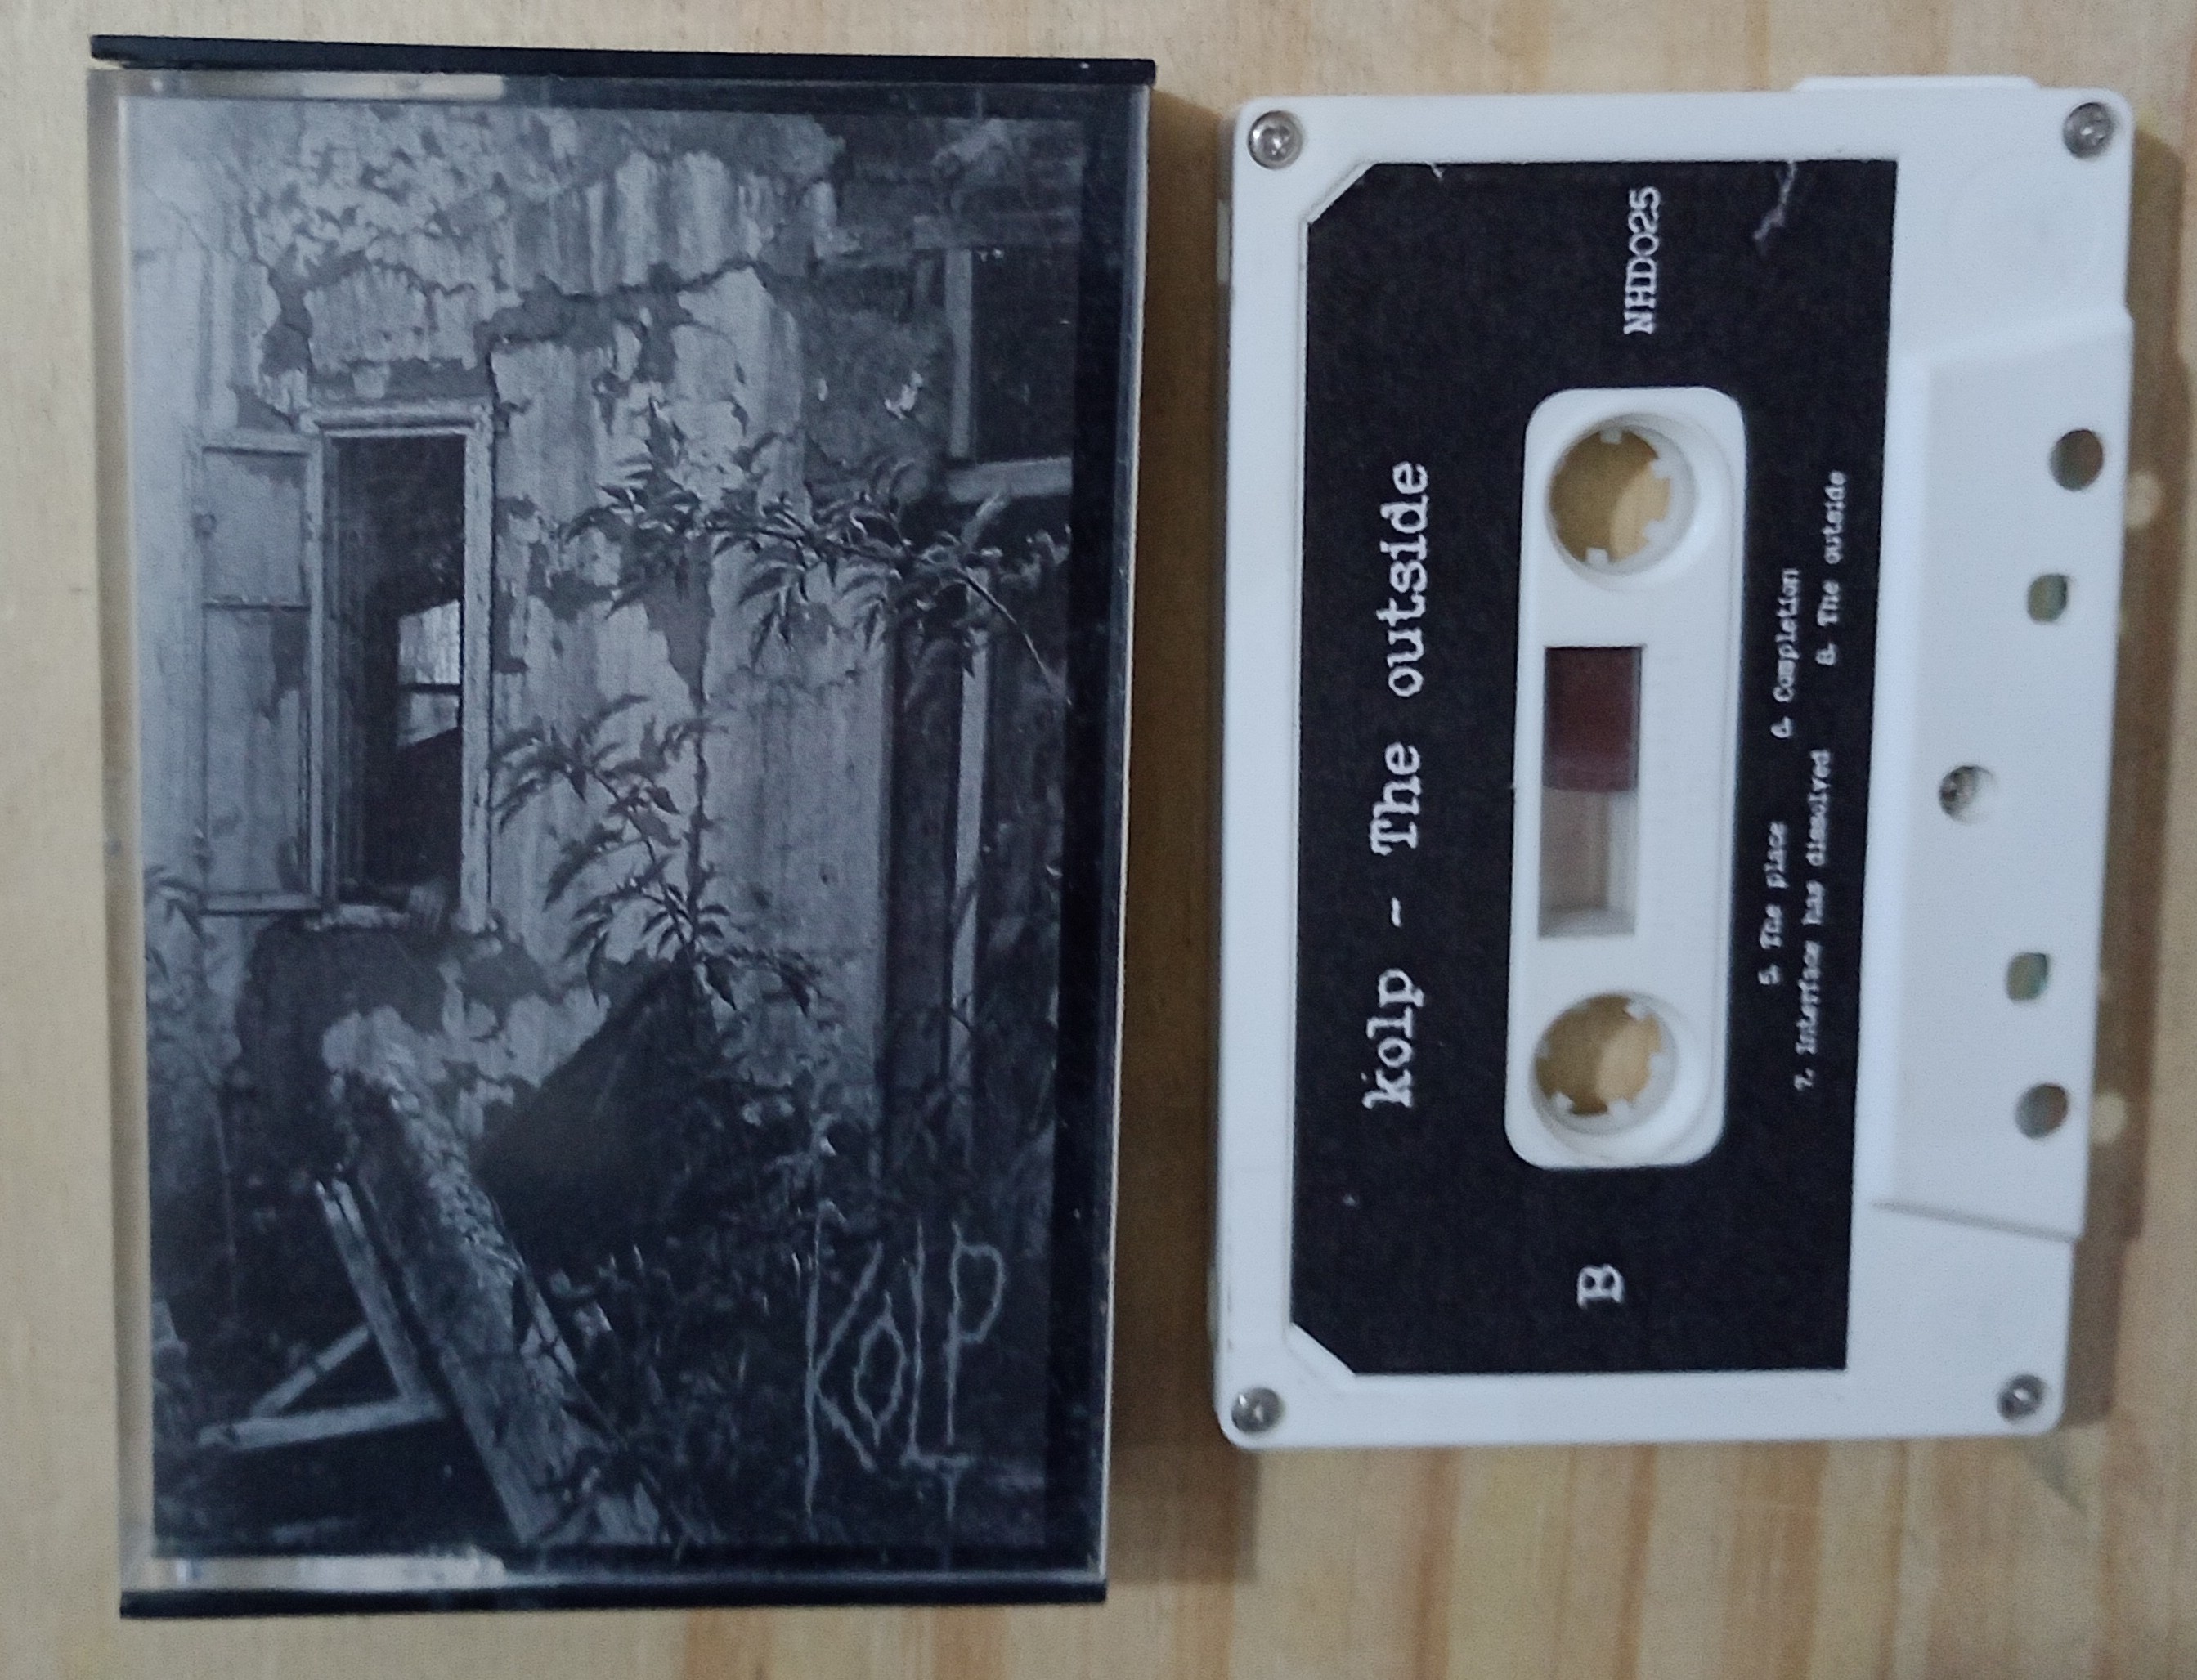 KOLP
kolp - The outside
B
NHD025
5. The place 6. Completion
7. Interface has dissolved 8. The outside